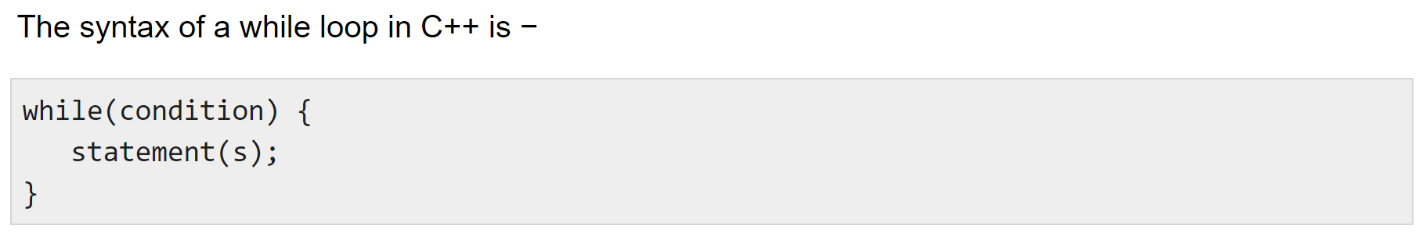 The syntax of a while loop in C++ is −
while(condition) {
   statement(s);
}